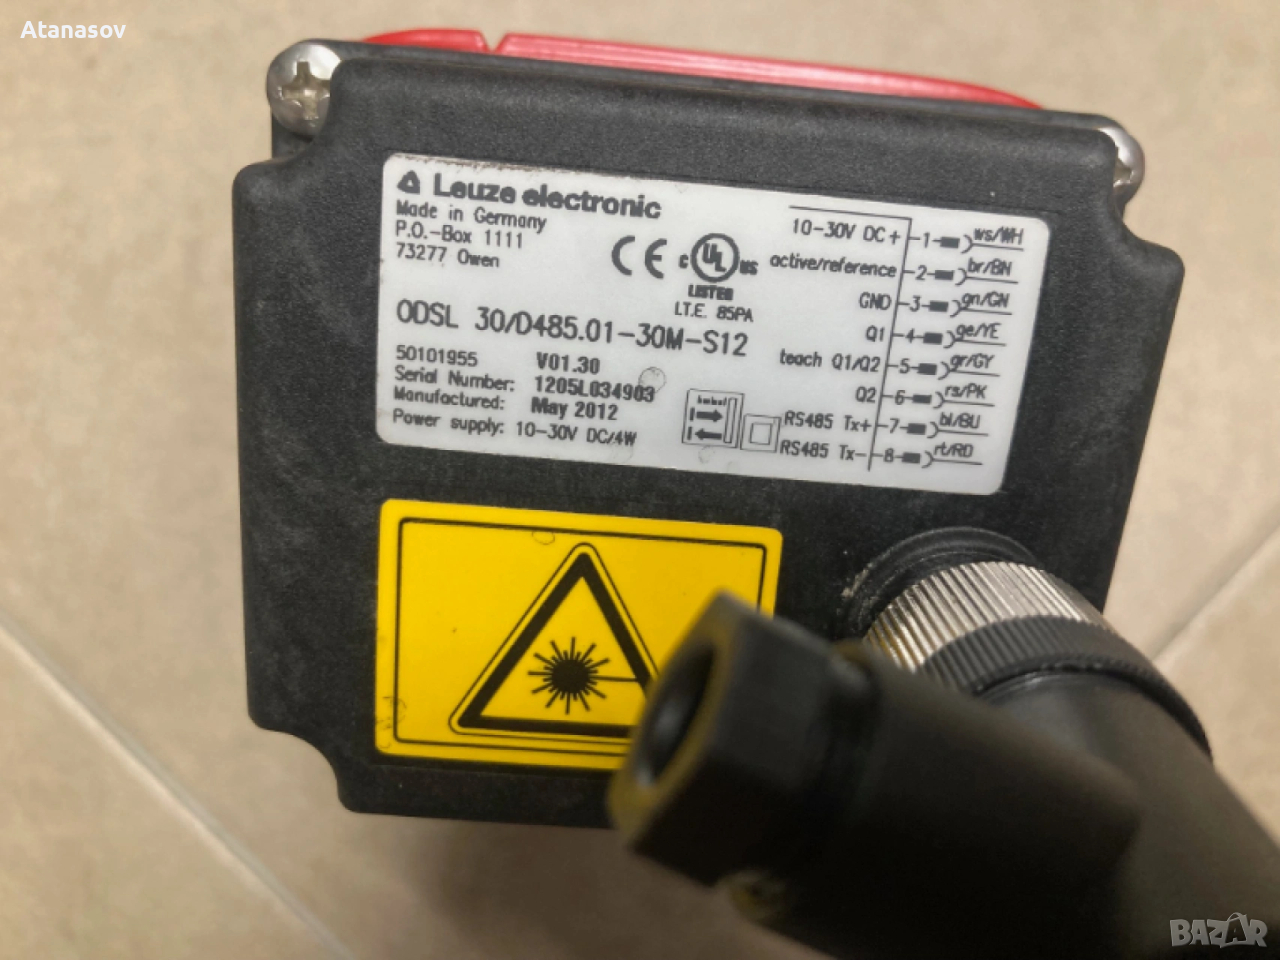 Atanasov
Leuze electronic
Made in Germany
P.O.-Box 1111
73277 Owen
CE
C UL US
LISTED
I.T.E. 85PA
ODSL 30/D485.01-30M-S12
50101955 V01.30
Serial Number: 1205L034903
Manufactured: May 2012
Power supply: 10-30V DC/4W
10-30V DC + 1 ws/WH
active/reference 2 br/BN
GND 3 gn/GN
Q1 4 ge/YE
teach Q1/Q2 5 gr/GY
Q2 6 rs/PK
RS485 Tx+ 7 bl/BU
RS485 Tx- 8 rt/RD
BAZAR